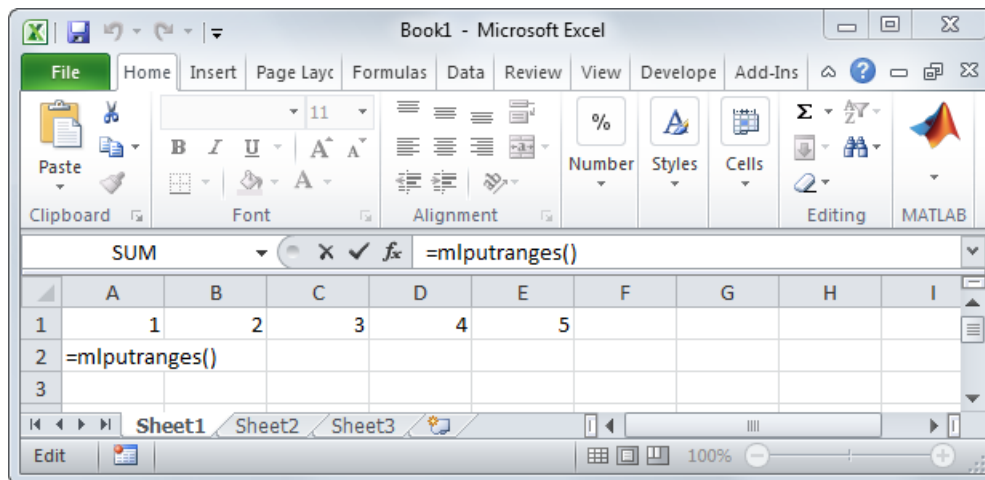 Book1 - Microsoft Excel
File Home Insert Page Layc Formulas Data Review View Develope Add-Ins
11
B I U A A
Paste
A
%
Number Styles Cells
Σ
Clipboard Font Alignment Editing MATLAB
SUM fx =mlputranges()
A B C D E F G H I
1 1 2 3 4 5
2 =mlputranges()
3
Sheet1 Sheet2 Sheet3
Edit 100%